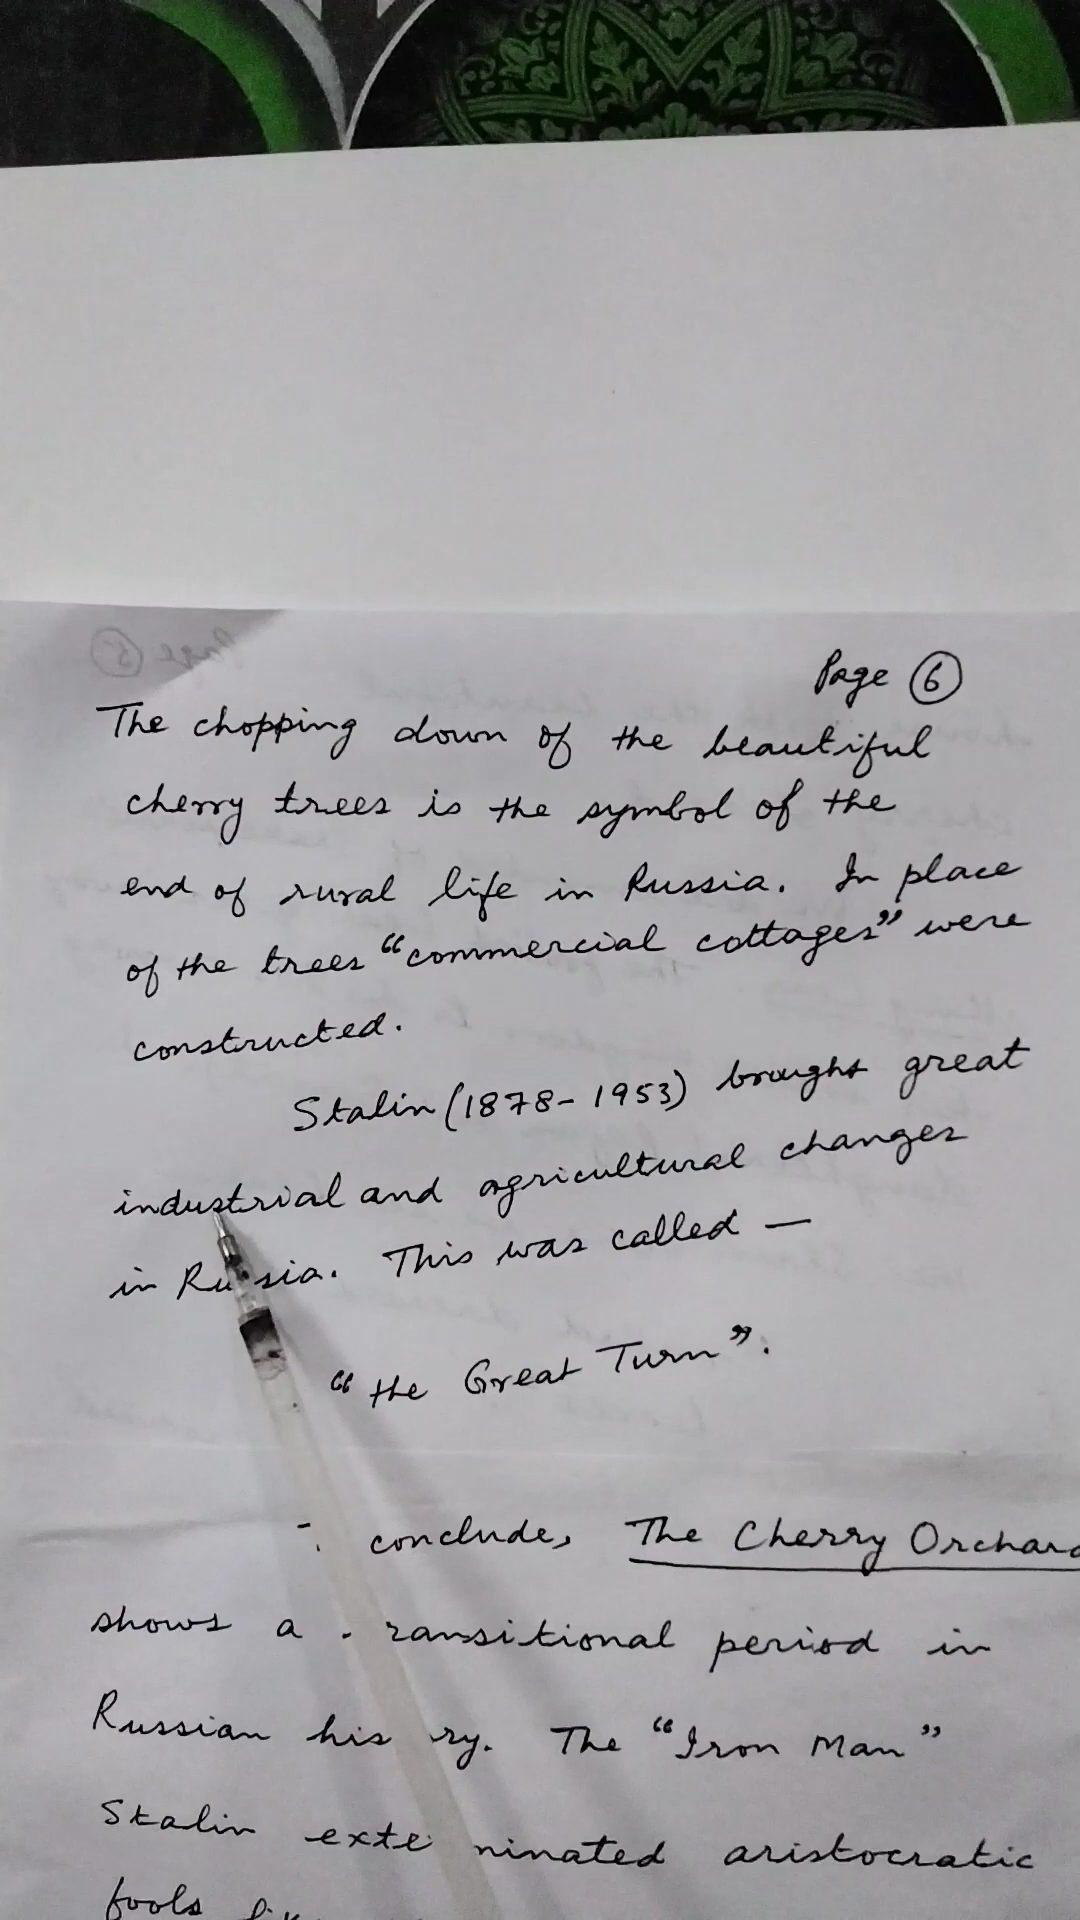 Page 6
The chopping down of the beautiful
cherry trees is the symbol of the
end of rural life in Russia. In place
of the trees "commercial cottages" were
constructed.
Stalin (1878-1953) brought great
industrial and agricultural changes
in Russia. This was called —
"the Great Turn".
conclude, The Cherry Orchard
shows a ransitional period in
Russian his ry. The "Iron Man"
Stalin exte minated aristocratic
fools